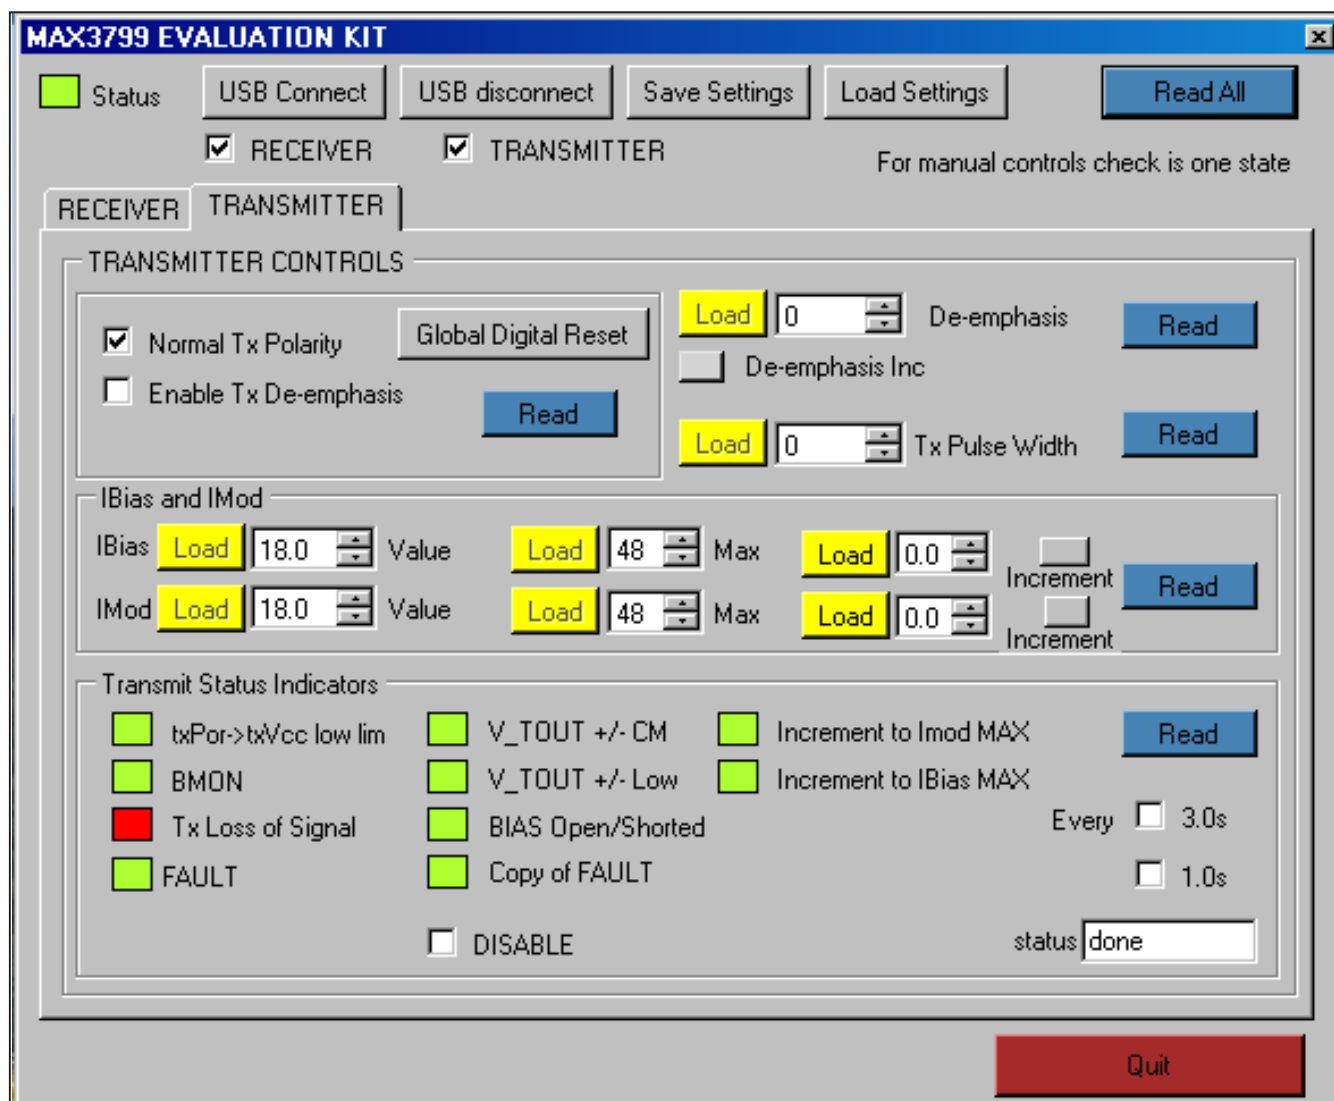 MAX3799 EVALUATION KIT
Status USB Connect USB disconnect Save Settings Load Settings Read All
RECEIVER TRANSMITTER
For manual controls check is one state
RECEIVER TRANSMITTER
TRANSMITTER CONTROLS
Normal Tx Polarity Global Digital Reset
Enable Tx De-emphasis
Read
Load 0 De-emphasis Read
De-emphasis Inc
Load 0 Tx Pulse Width Read
IBias and IMod
IBias Load 18.0 Value Load 48 Max Load 0.0 Increment
IMod Load 18.0 Value Load 48 Max Load 0.0 Increment
Read
Transmit Status Indicators
txPor->txVcc low lim V_TOUT +/- CM Increment to Imod MAX Read
BMON V_TOUT +/- Low Increment to IBias MAX
Tx Loss of Signal BIAS Open/Shorted Every 3.0s
FAULT Copy of FAULT 1.0s
DISABLE status done
Quit